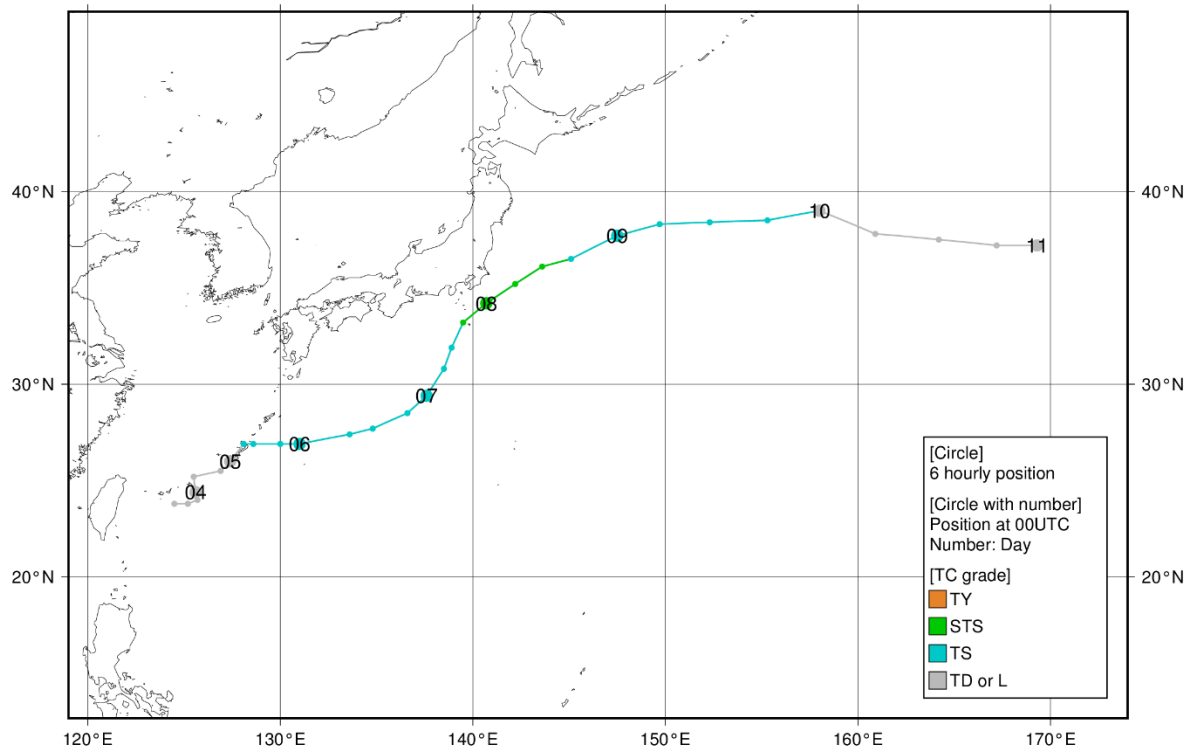 40°N
40°N
30°N
30°N
20°N
20°N
120°E
130°E
140°E
150°E
160°E
170°E
04
05
06
07
08
09
10
11
[Circle]
6 hourly position
[Circle with number]
Position at 00UTC
Number: Day
[TC grade]
TY
STS
TS
TD or L